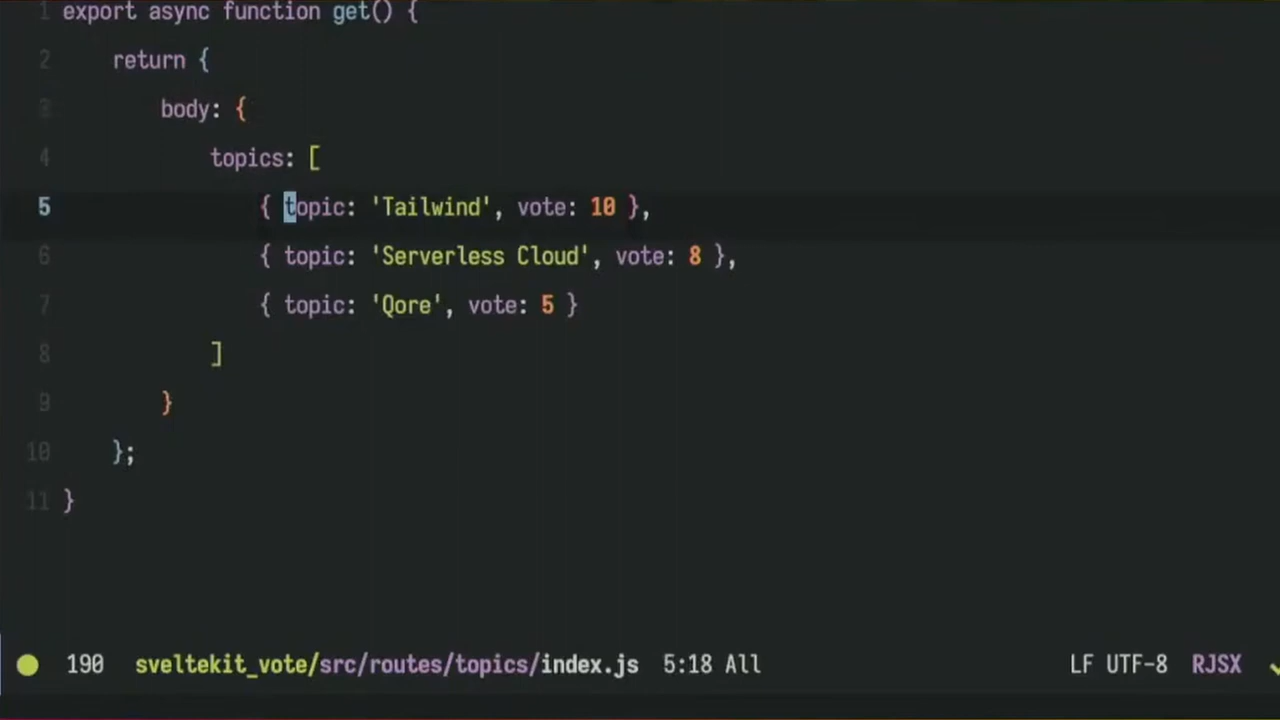 1 export async function get() {
2 return {
3 body: {
4 topics: [
5 { topic: 'Tailwind', vote: 10 },
6 { topic: 'Serverless Cloud', vote: 8 },
7 { topic: 'Qore', vote: 5 }
8 ]
9 }
10 };
11 }
190 sveltekit_vote/src/routes/topics/index.js 5:18 All LF UTF-8 RJSX